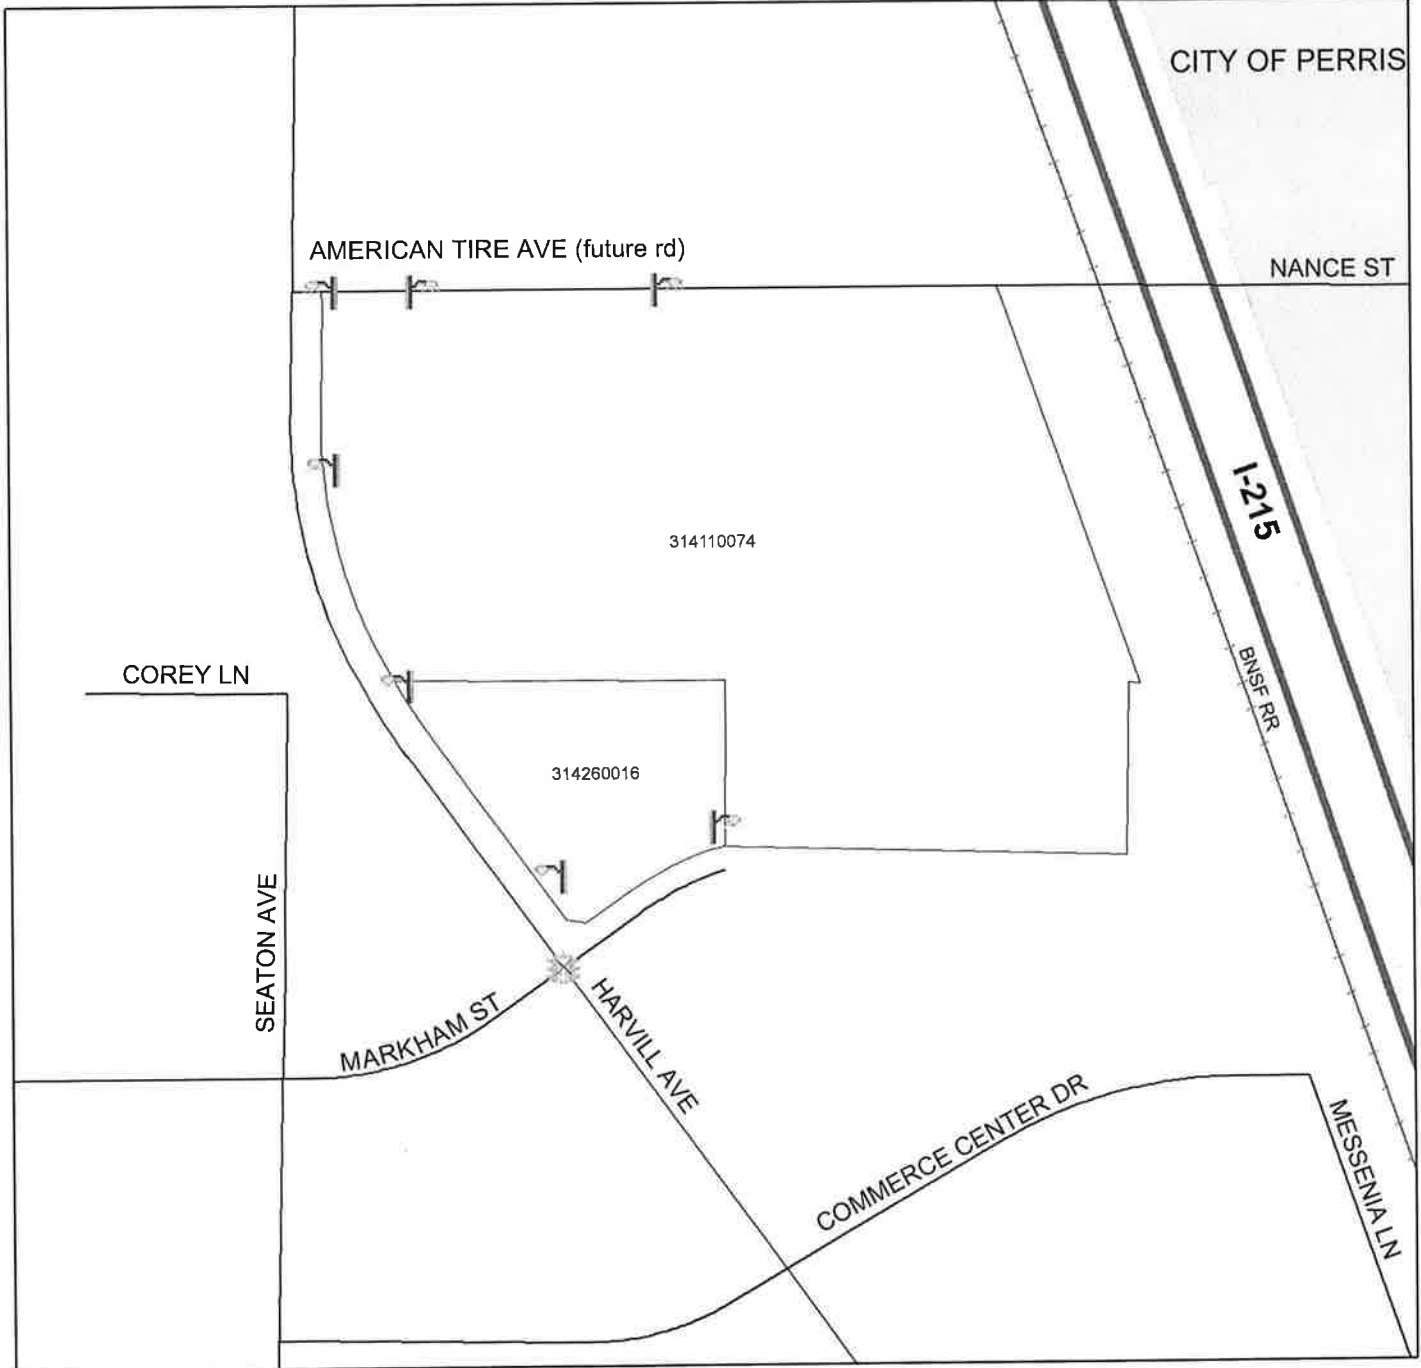 CITY OF PERRIS
AMERICAN TIRE AVE (future rd)
NANCE ST
I-215
314110074
COREY LN
BNSF RR
314260016
SEATON AVE
MARKHAM ST
HARVILL AVE
COMMERCE CENTER DR
MESSENIA LN